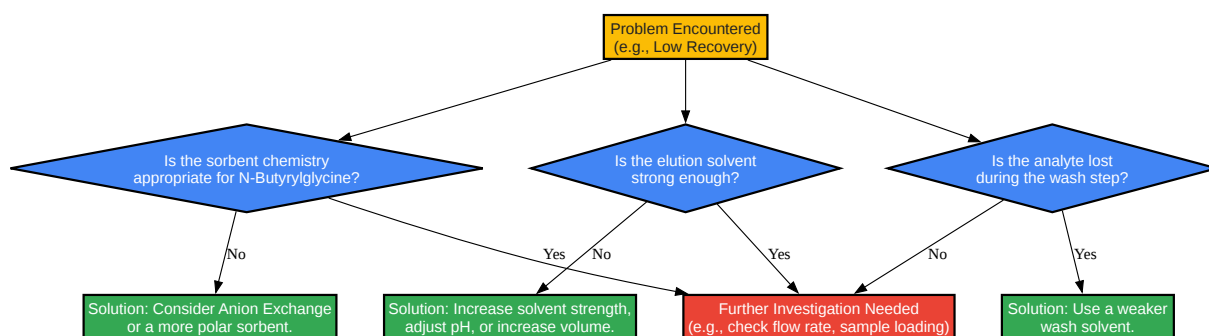 Problem Encountered
(e.g., Low Recovery)
Is the sorbent chemistry
appropriate for N-Butyrylglycine?
Is the elution solvent
strong enough?
Is the analyte lost
during the wash step?
No
Yes
No
Yes
No
Yes
Solution: Consider Anion Exchange
or a more polar sorbent.
Solution: Increase solvent strength,
adjust pH, or increase volume.
Further Investigation Needed
(e.g., check flow rate, sample loading)
Solution: Use a weaker
wash solvent.